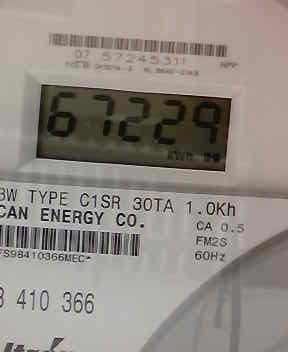 07 57245311
67229
KWH
3W TYPE C1SR 30TA 1.0Kh
CAN ENERGY CO. CA 0.5
FM2S
FS98410366MEC* 60Hz
3 410 366